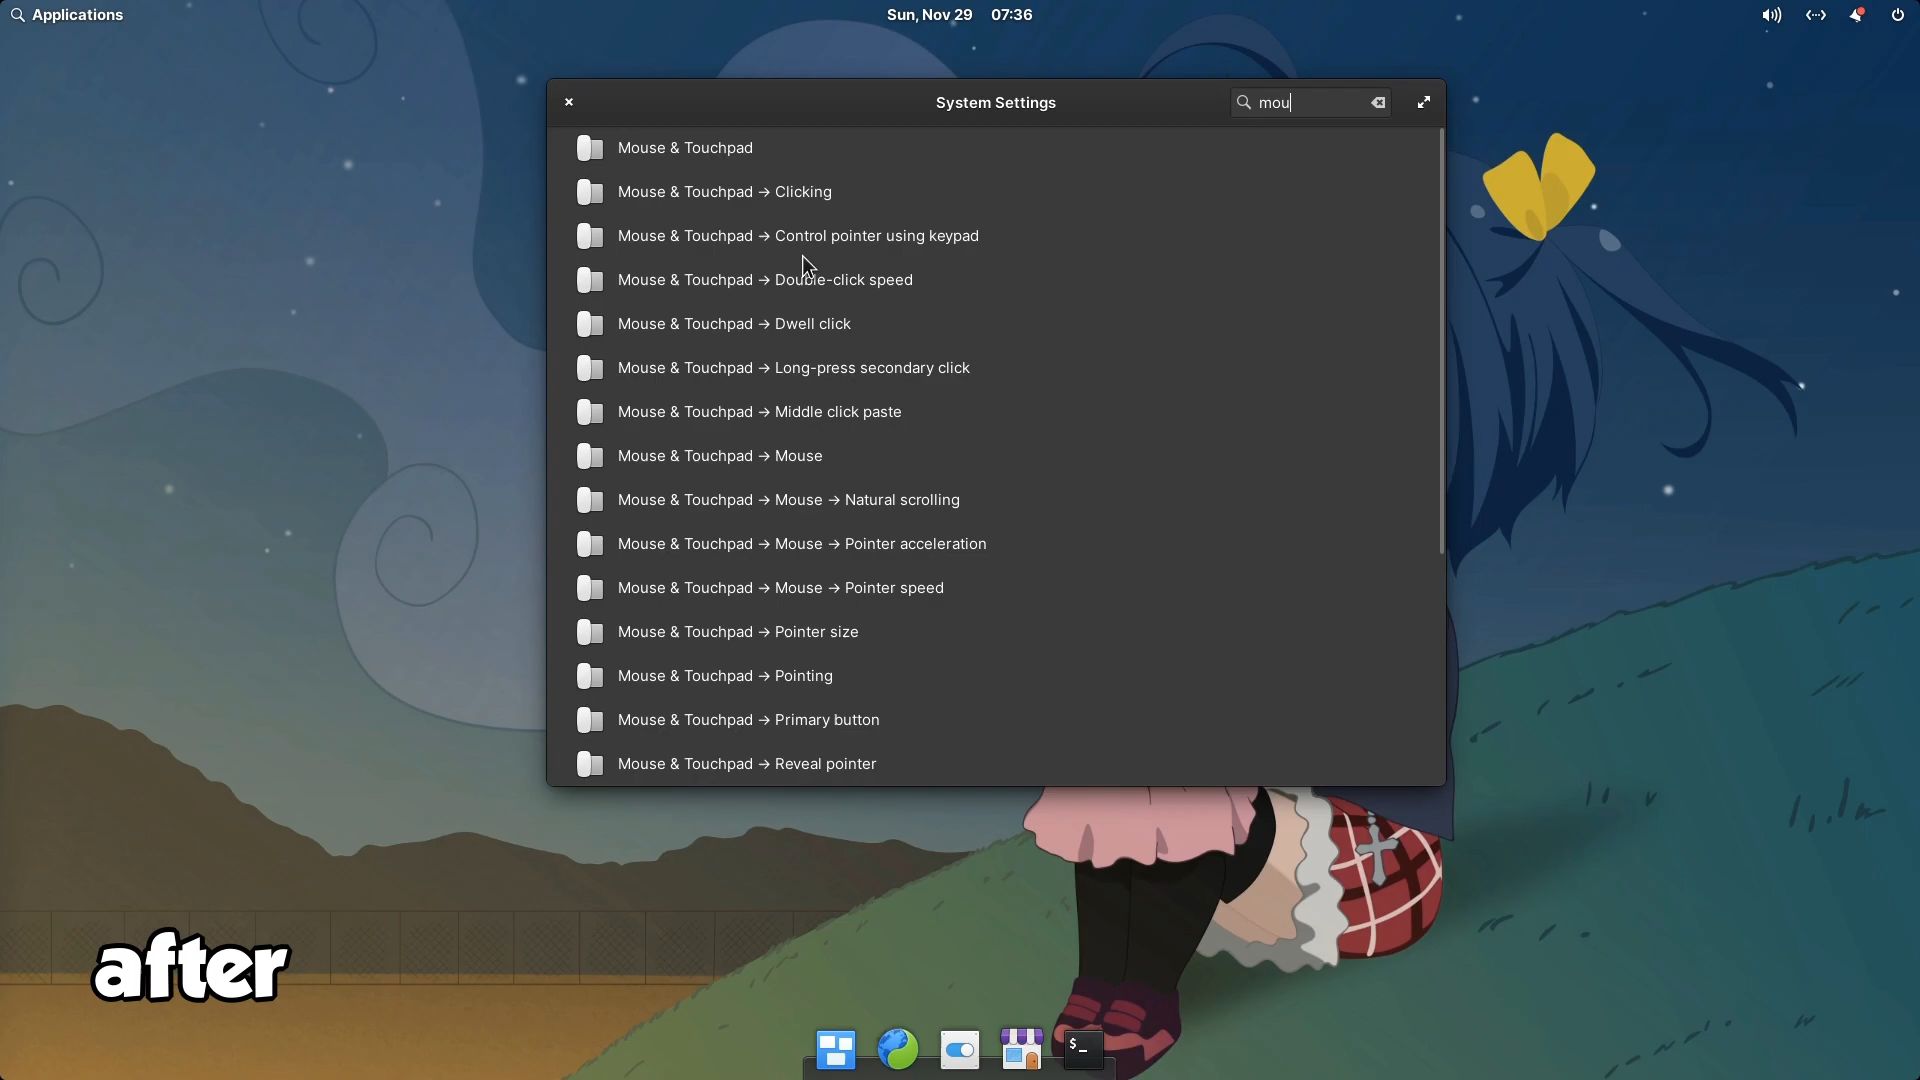 Applications
Sun, Nov 29 07:36
System Settings
mou
Mouse & Touchpad
Mouse & Touchpad → Clicking
Mouse & Touchpad → Control pointer using keypad
Mouse & Touchpad → Double-click speed
Mouse & Touchpad → Dwell click
Mouse & Touchpad → Long-press secondary click
Mouse & Touchpad → Middle click paste
Mouse & Touchpad → Mouse
Mouse & Touchpad → Mouse → Natural scrolling
Mouse & Touchpad → Mouse → Pointer acceleration
Mouse & Touchpad → Mouse → Pointer speed
Mouse & Touchpad → Pointer size
Mouse & Touchpad → Pointing
Mouse & Touchpad → Primary button
Mouse & Touchpad → Reveal pointer
after
$_